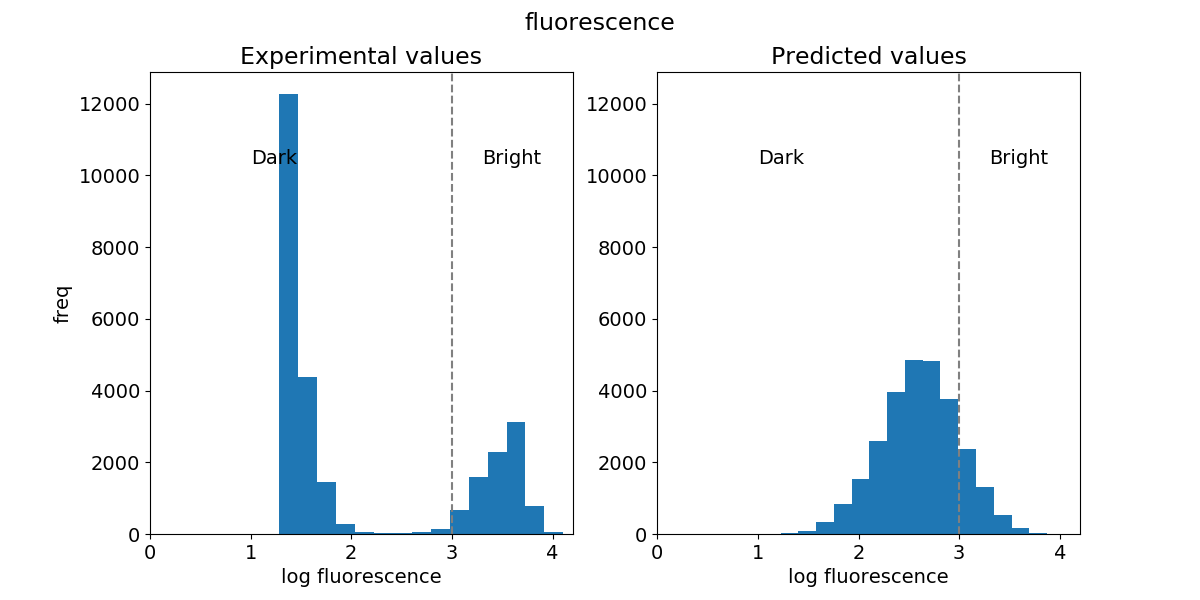 fluorescence
Experimental values
12000
10000
8000
6000
4000
2000
0
freq
Dark
Bright
0 1 2 3 4
log fluorescence
Predicted values
12000
10000
8000
6000
4000
2000
0
Dark
Bright
0 1 2 3 4
log fluorescence